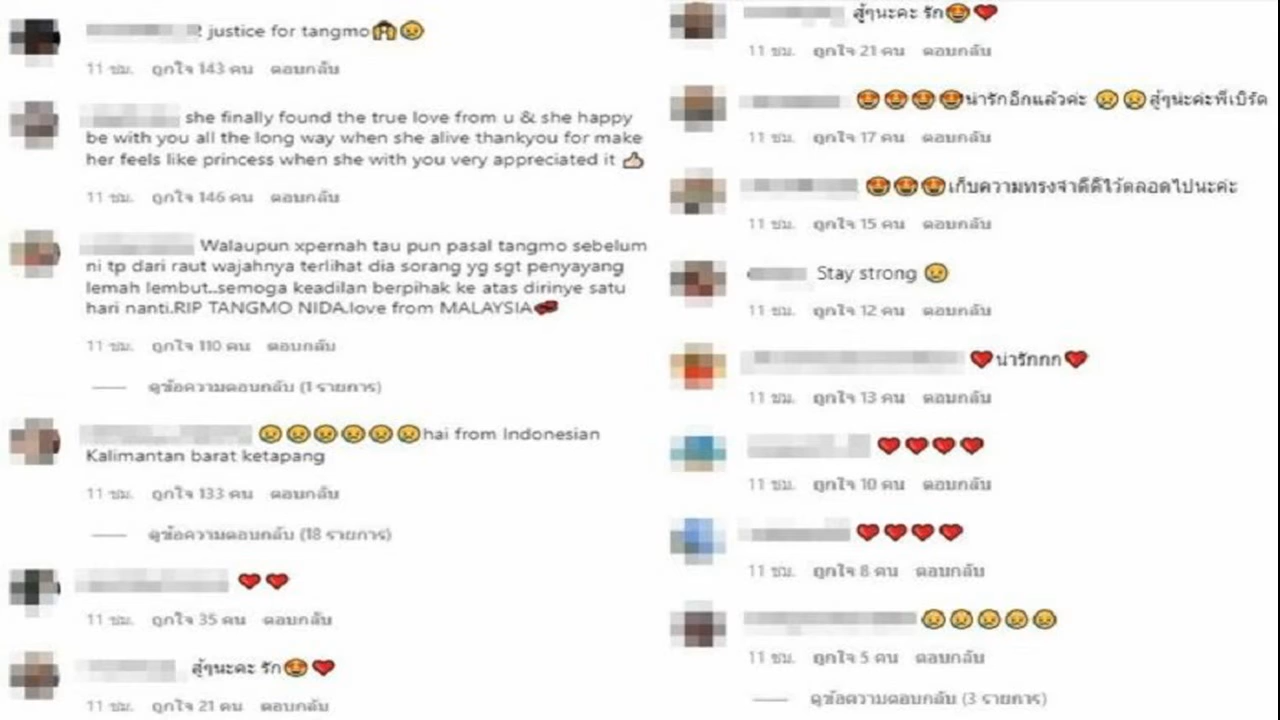 justice for tangmo
11 ชม. ถูกใจ 143 คน ตอบกลับ
she finally found the true love from u & she happy
be with you all the long way when she alive thankyou for make
her feels like princess when she with you very appreciated it
11 ชม. ถูกใจ 146 คน ตอบกลับ
Walaupun xpernah tau pun pasal tangmo sebelum
ni tp dari raut wajahnya terlihat dia sorang yg sgt penyayang
lemah lembut..semoga keadilan berpihak ke atas dirinye satu
hari nanti.RIP TANGMO NIDA.love from MALAYSIA
11 ชม. ถูกใจ 110 คน ตอบกลับ
ดูข้อความตอบกลับ (1 รายการ)
😢😢😢😢😢😢hai from Indonesian
Kalimantan barat ketapang
11 ชม. ถูกใจ 133 คน ตอบกลับ
ดูข้อความตอบกลับ (18 รายการ)
❤❤
11 ชม. ถูกใจ 35 คน ตอบกลับ
สู้ๆนะคะ รัก🤩❤
11 ชม. ถูกใจ 21 คน ตอบกลับ
สู้ๆนะคะ รัก🤩❤
11 ชม. ถูกใจ 21 คน ตอบกลับ
🤩🤩🤩🤩น่ารักอีกแล้วค่ะ 😢😢สู้ๆน่ะค่ะพี่เบิร์ด
11 ชม. ถูกใจ 17 คน ตอบกลับ
🤩🤩🤩เก็บความทรงจำดีดีไว้ตลอดไปนะค่ะ
11 ชม. ถูกใจ 15 คน ตอบกลับ
Stay strong 😢
11 ชม. ถูกใจ 12 คน ตอบกลับ
❤น่ารักกก❤
11 ชม. ถูกใจ 13 คน ตอบกลับ
❤❤❤❤
11 ชม. ถูกใจ 10 คน ตอบกลับ
❤❤❤❤
11 ชม. ถูกใจ 8 คน ตอบกลับ
😢😢😢😢😢
11 ชม. ถูกใจ 5 คน ตอบกลับ
ดูข้อความตอบกลับ (3 รายการ)